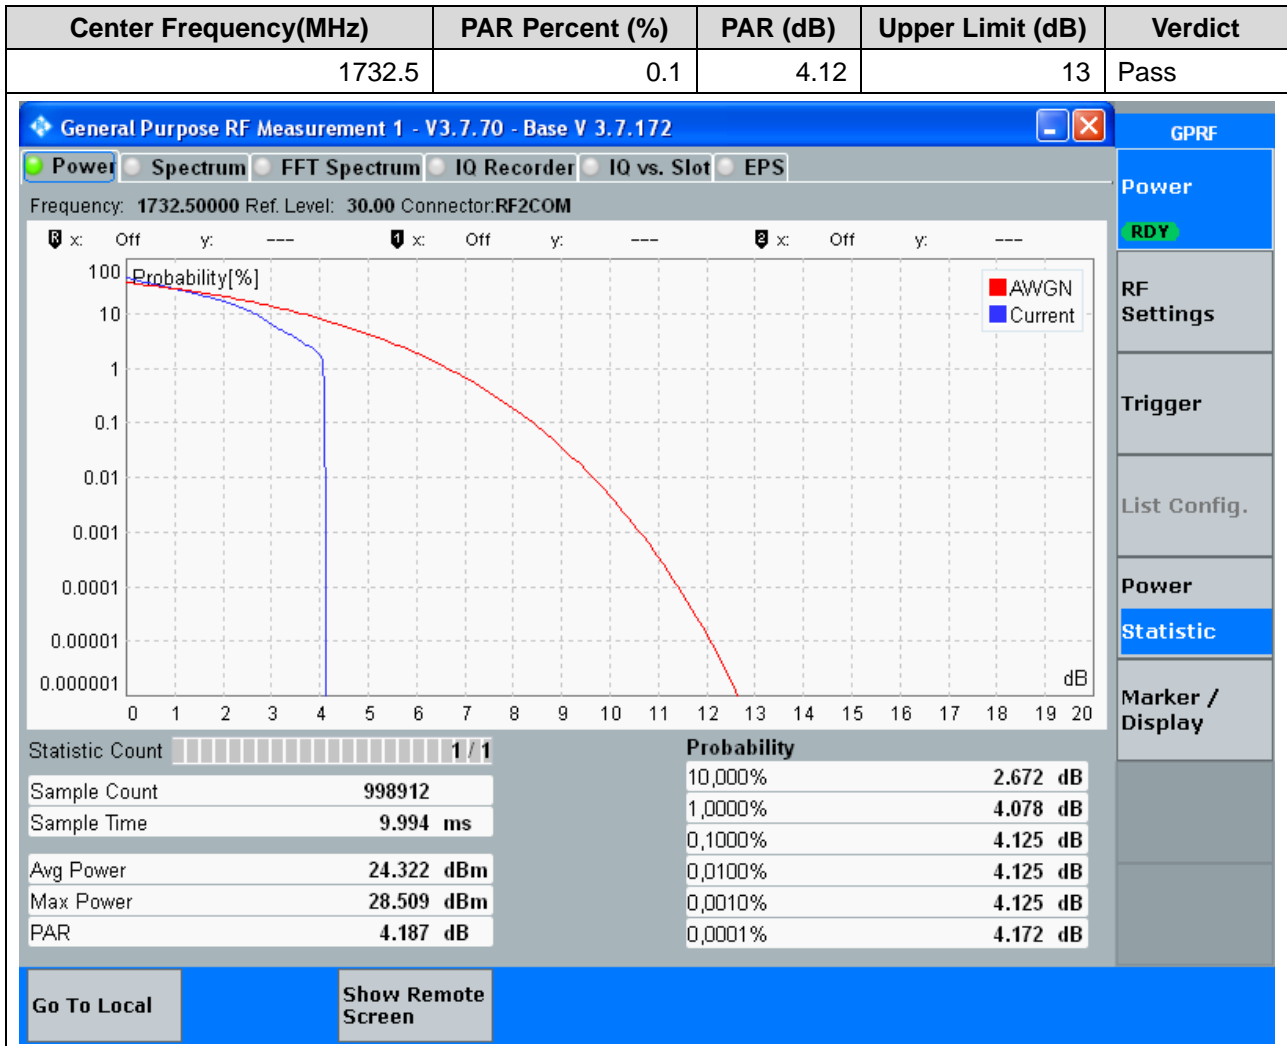 Center Frequency(MHz) PAR Percent (%) PAR (dB) Upper Limit (dB) Verdict
1732.5 0.1 4.12 13 Pass
General Purpose RF Measurement 1 - V3.7.70 - Base V 3.7.172
GPRF
Power Spectrum FFT Spectrum IQ Recorder IQ vs. Slot EPS
Frequency: 1732.50000 Ref. Level: 30.00 Connector:RF2COM
R x: Off y: --- 1 x: Off y: --- 2 x: Off y: ---
Probability[%]
AWGN
Current
100
10
1
0.1
0.01
0.001
0.0001
0.00001
0.000001
dB
0 1 2 3 4 5 6 7 8 9 10 11 12 13 14 15 16 17 18 19 20
Statistic Count 1 / 1
Sample Count 998912
Sample Time 9.994 ms
Avg Power 24.322 dBm
Max Power 28.509 dBm
PAR 4.187 dB
Probability
10,000% 2.672 dB
1,0000% 4.078 dB
0,1000% 4.125 dB
0,0100% 4.125 dB
0,0010% 4.125 dB
0,0001% 4.172 dB
Power
RDY
RF
Settings
Trigger
List Config.
Power
Statistic
Marker /
Display
Go To Local
Show Remote
Screen